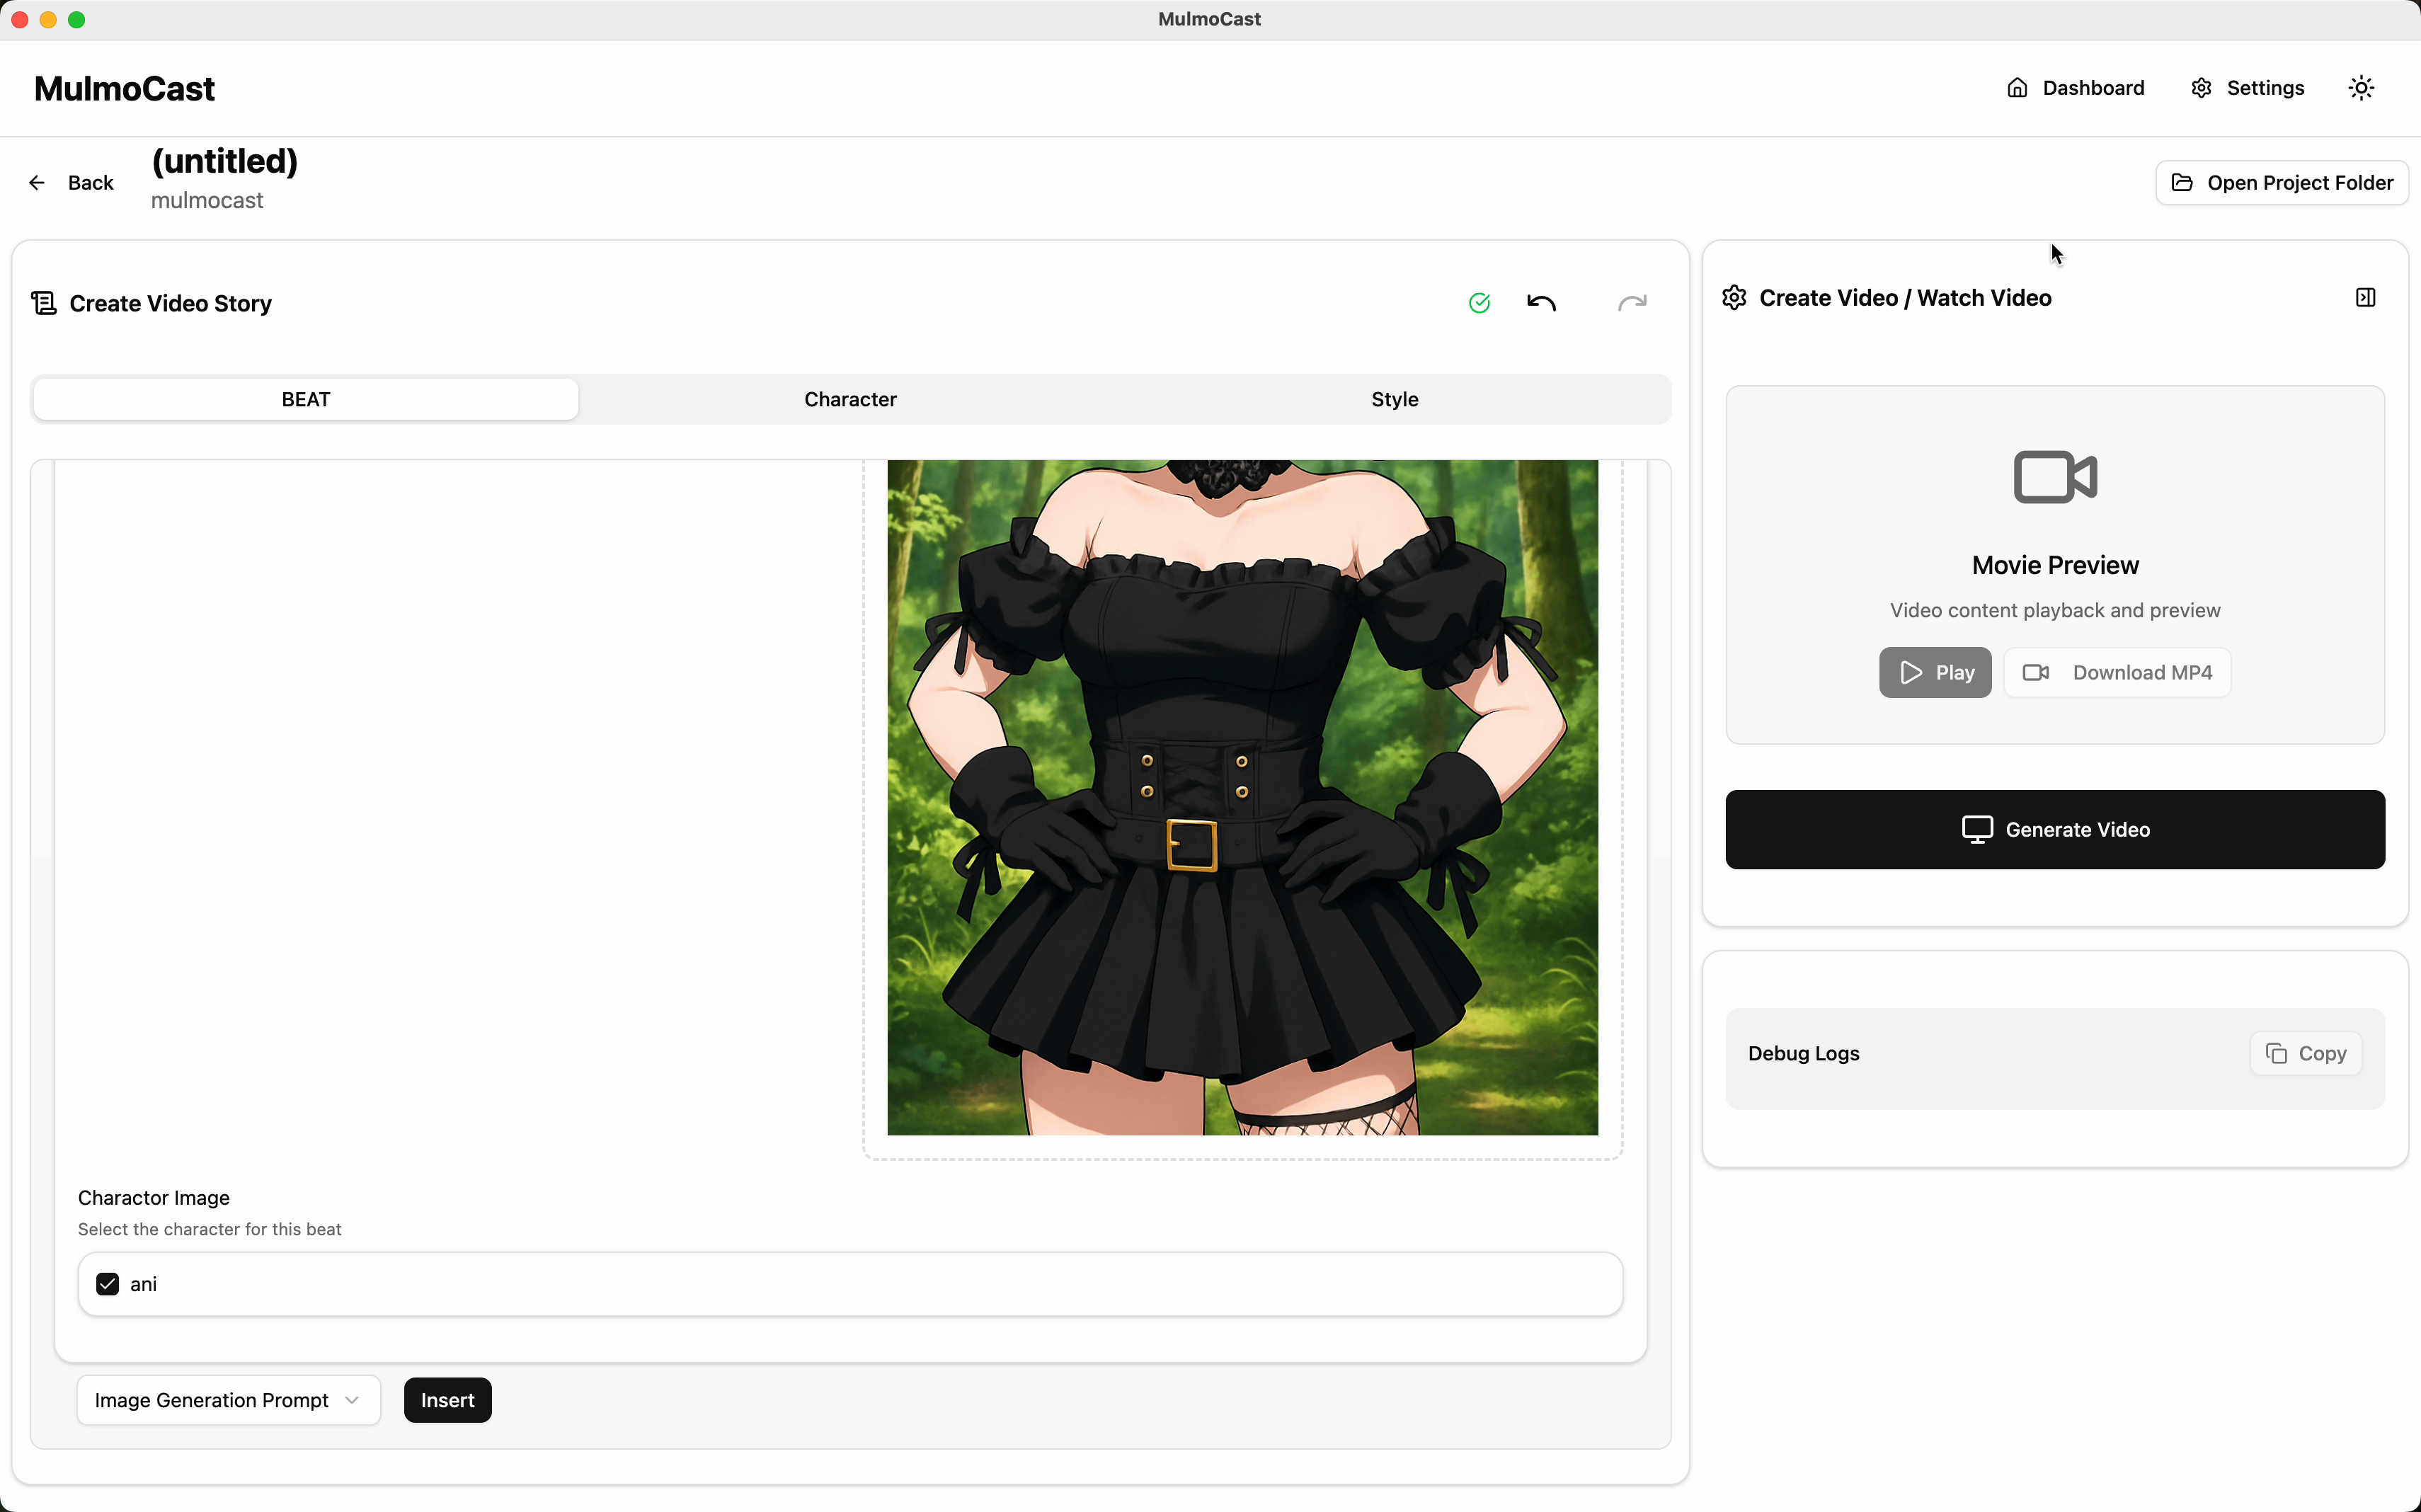 MulmoCast
MulmoCast
Dashboard
Settings
Back
(untitled)
mulmocast
Open Project Folder
Create Video Story
BEAT
Character
Style
Charactor Image
Select the character for this beat
ani
Image Generation Prompt
Insert
Create Video / Watch Video
Movie Preview
Video content playback and preview
Play
Download MP4
Generate Video
Debug Logs
Copy